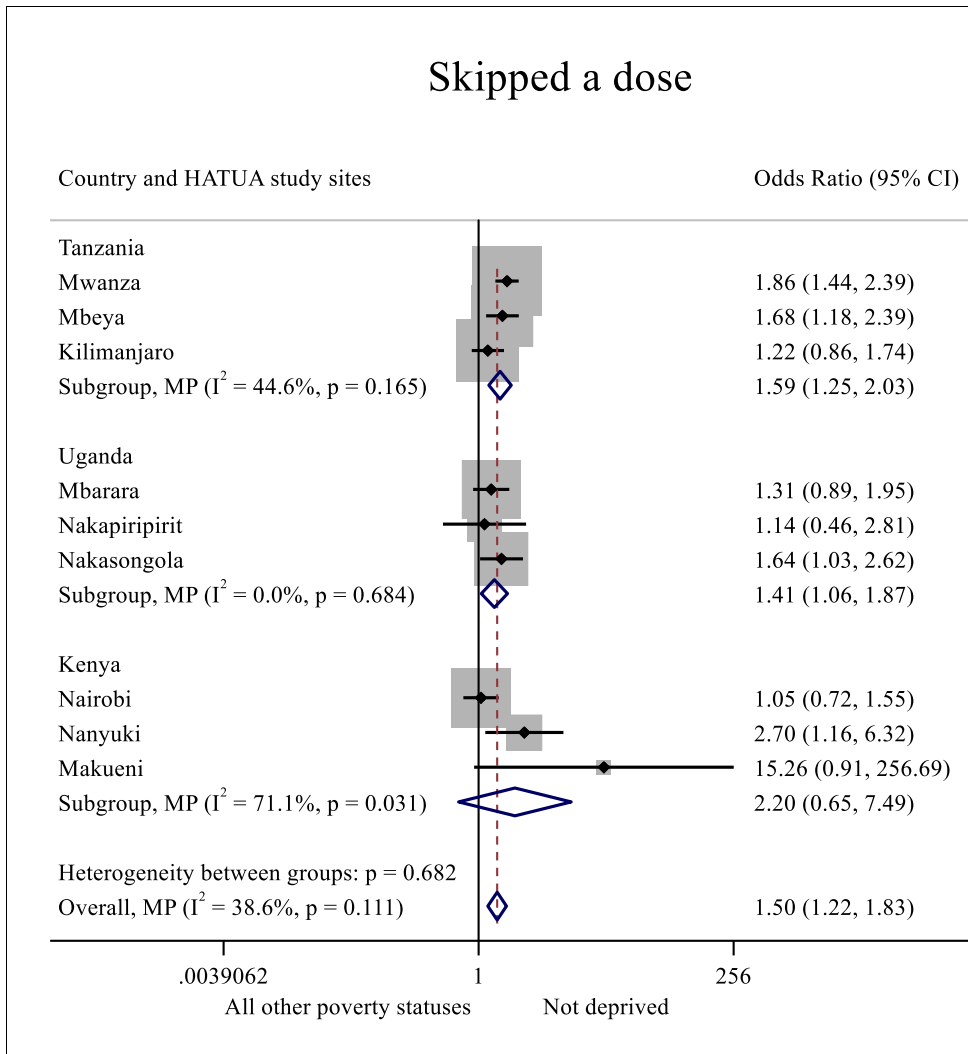 Skipped a dose
Country and HATUA study sites Odds Ratio (95% CI)
Tanzania
Mwanza 1.86 (1.44, 2.39)
Mbeya 1.68 (1.18, 2.39)
Kilimanjaro 1.22 (0.86, 1.74)
Subgroup, MP (I² = 44.6%, p = 0.165) 1.59 (1.25, 2.03)
Uganda
Mbarara 1.31 (0.89, 1.95)
Nakapiripirit 1.14 (0.46, 2.81)
Nakasongola 1.64 (1.03, 2.62)
Subgroup, MP (I² = 0.0%, p = 0.684) 1.41 (1.06, 1.87)
Kenya
Nairobi 1.05 (0.72, 1.55)
Nanyuki 2.70 (1.16, 6.32)
Makueni 15.26 (0.91, 256.69)
Subgroup, MP (I² = 71.1%, p = 0.031) 2.20 (0.65, 7.49)
Heterogeneity between groups: p = 0.682
Overall, MP (I² = 38.6%, p = 0.111) 1.50 (1.22, 1.83)
.0039062 1 256
All other poverty statuses Not deprived